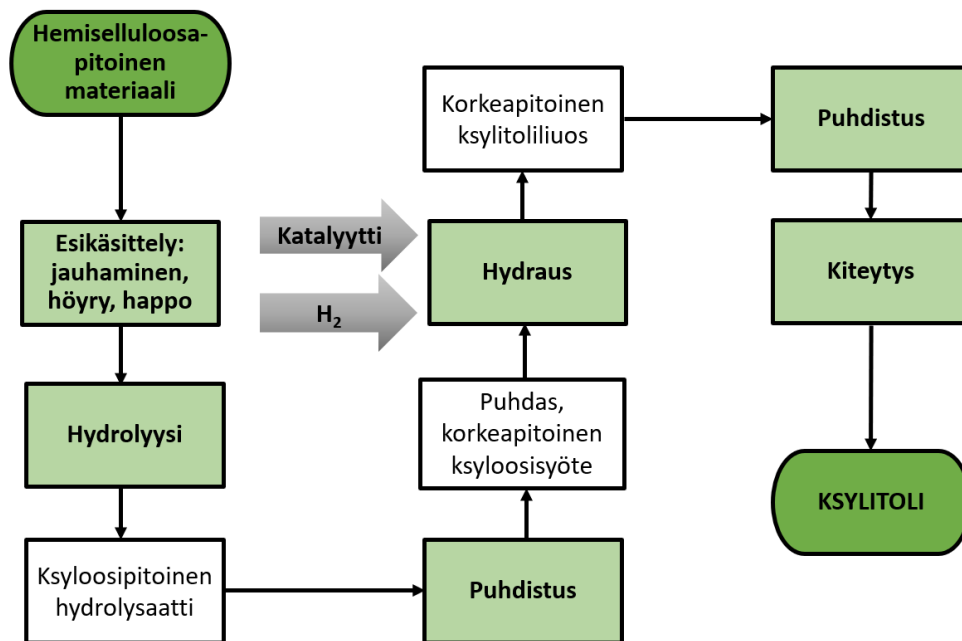 Hemiselluloosa-
pitoinen
materiaali
Esikäsittely:
jauhaminen,
höyry, happo
Hydrolyysi
Ksyloosipitoinen
hydrolysaatti
Puhdistus
Puhdas,
korkeapitoinen
ksyloosisyöte
Katalyytti
H₂
Hydraus
Korkeapitoinen
ksylitoliliuos
Puhdistus
Kiteytys
KSYLITOLI